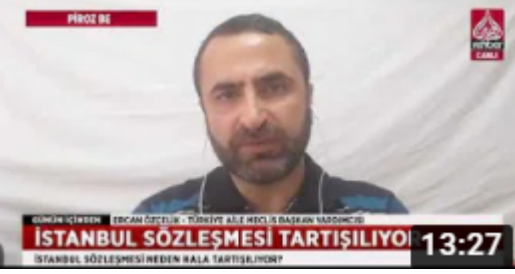 PİROZ BE
rehber
CANLI
GÜNÜN İÇİNDEN
ERCAN ÖZÇELİK - TÜRKİYE AİLE MECLİS BAŞKAN YARDIMCISI
İSTANBUL SÖZLEŞMESİ TARTIŞILIYOR
13:27
İSTANBUL SÖZLEŞMESİ NEDEN HALA TARTIŞILIYOR?